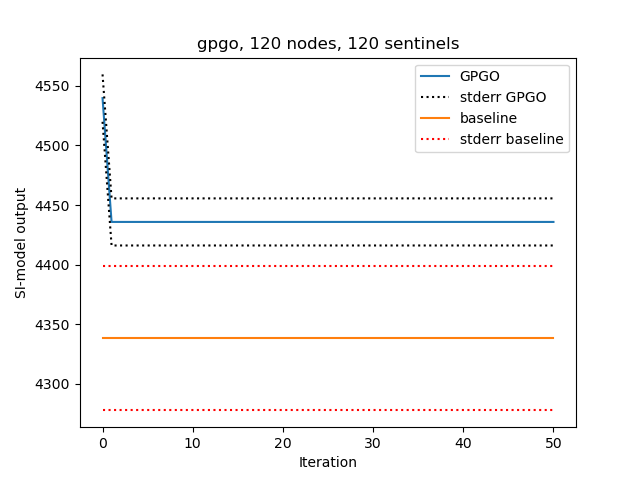 gpgo, 120 nodes, 120 sentinels
GPGO
stderr GPGO
baseline
stderr baseline
SI-model output
4550
4500
4450
4400
4350
4300
0 10 20 30 40 50
Iteration